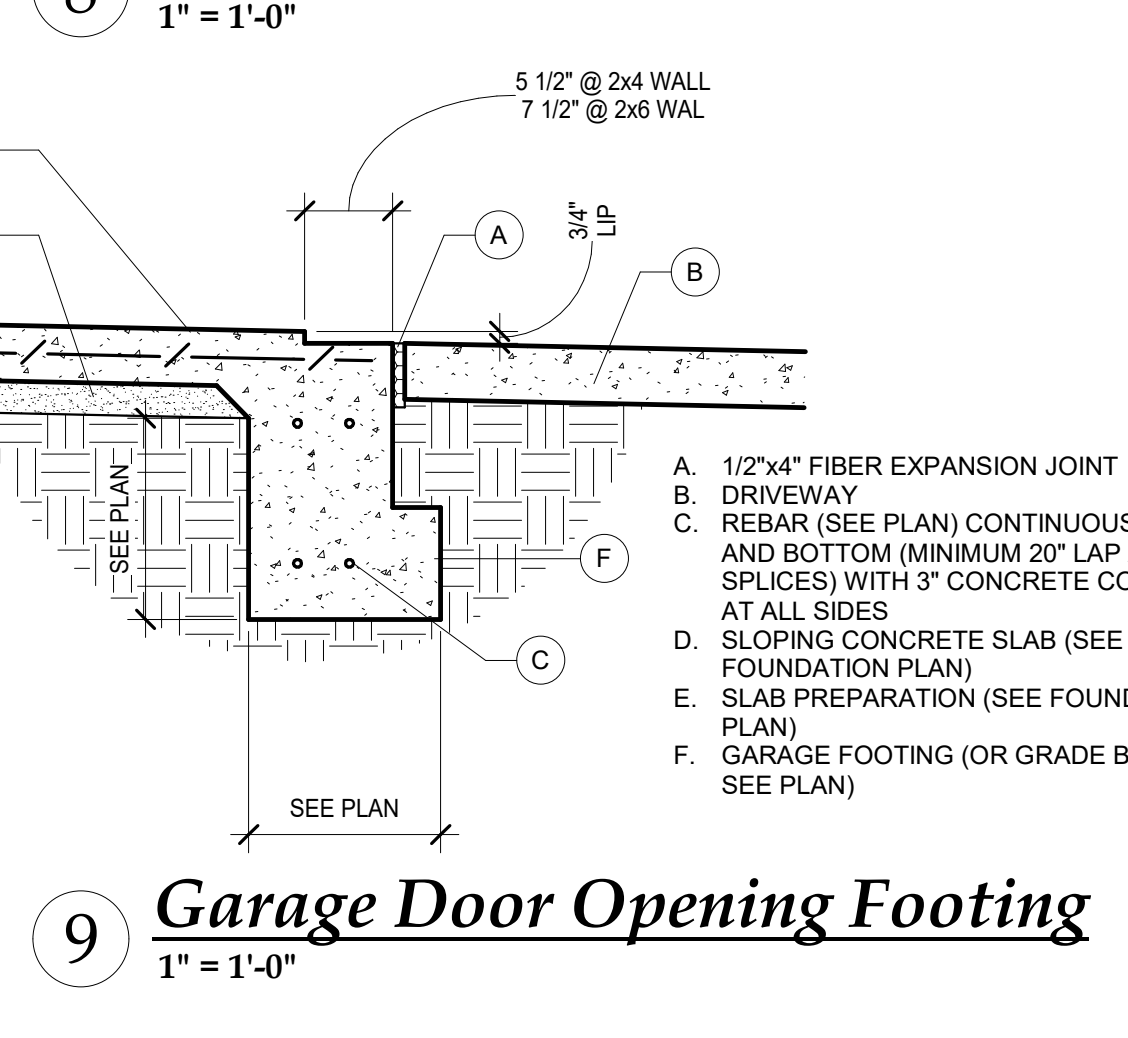 1" = 1'-0"
5 1/2" @ 2x4 WALL
7 1/2" @ 2x6 WAL
3/4"
LIP
A
B
SEE PLAN
F
C
A. 1/2"x4" FIBER EXPANSION JOINT
B. DRIVEWAY
C. REBAR (SEE PLAN) CONTINUOUS
AND BOTTOM (MINIMUM 20" LAP
SPLICES) WITH 3" CONCRETE CO
AT ALL SIDES
D. SLOPING CONCRETE SLAB (SEE
FOUNDATION PLAN)
E. SLAB PREPARATION (SEE FOUND
PLAN)
F. GARAGE FOOTING (OR GRADE B
SEE PLAN)
SEE PLAN
9 Garage Door Opening Footing
1" = 1'-0"